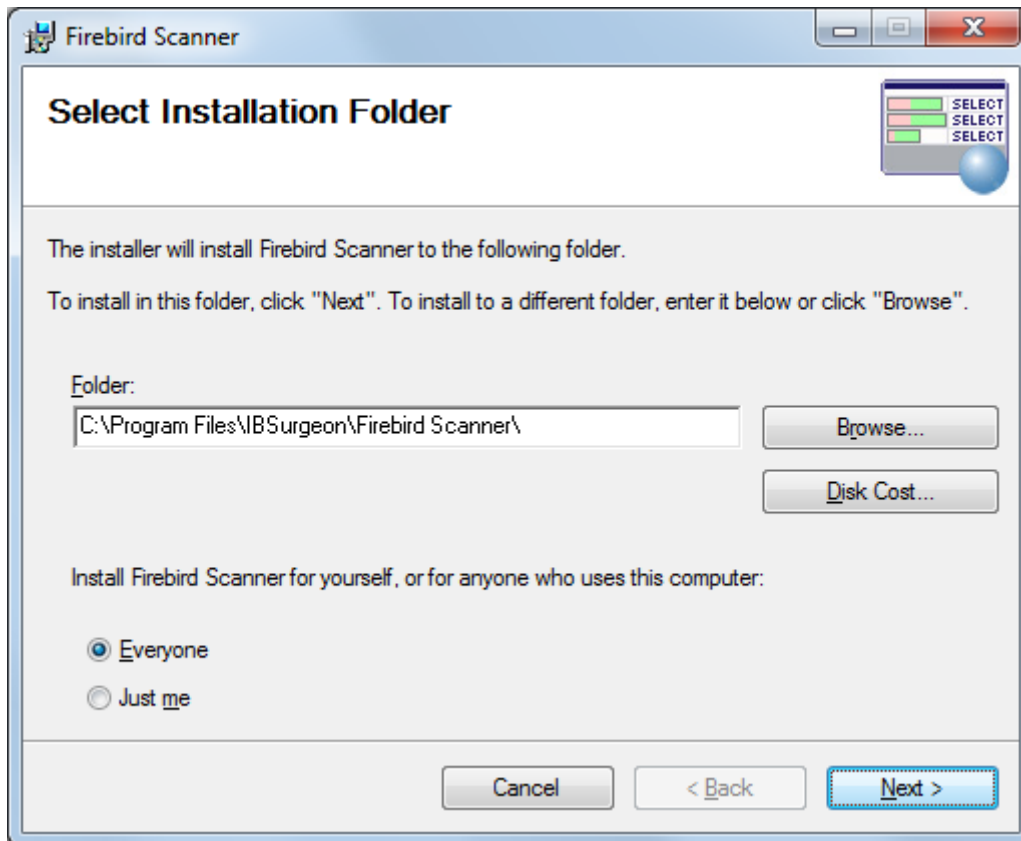 Firebird Scanner
Select Installation Folder
SELECT
SELECT
SELECT
The installer will install Firebird Scanner to the following folder.
To install in this folder, click "Next". To install to a different folder, enter it below or click "Browse".
Folder:
C:\Program Files\IBSurgeon\Firebird Scanner\
Browse...
Disk Cost...
Install Firebird Scanner for yourself, or for anyone who uses this computer:
Everyone
Just me
Cancel
< Back
Next >